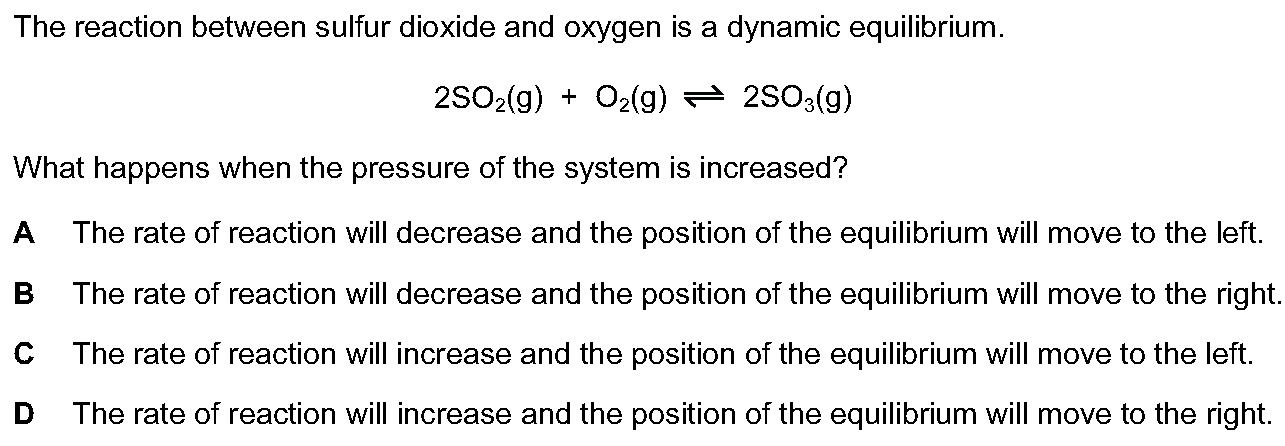 The reaction between sulfur dioxide and oxygen is a dynamic equilibrium.
2SO₂(g) + O₂(g) ⇌ 2SO₃(g)
What happens when the pressure of the system is increased?
A The rate of reaction will decrease and the position of the equilibrium will move to the left.
B The rate of reaction will decrease and the position of the equilibrium will move to the right.
C The rate of reaction will increase and the position of the equilibrium will move to the left.
D The rate of reaction will increase and the position of the equilibrium will move to the right.